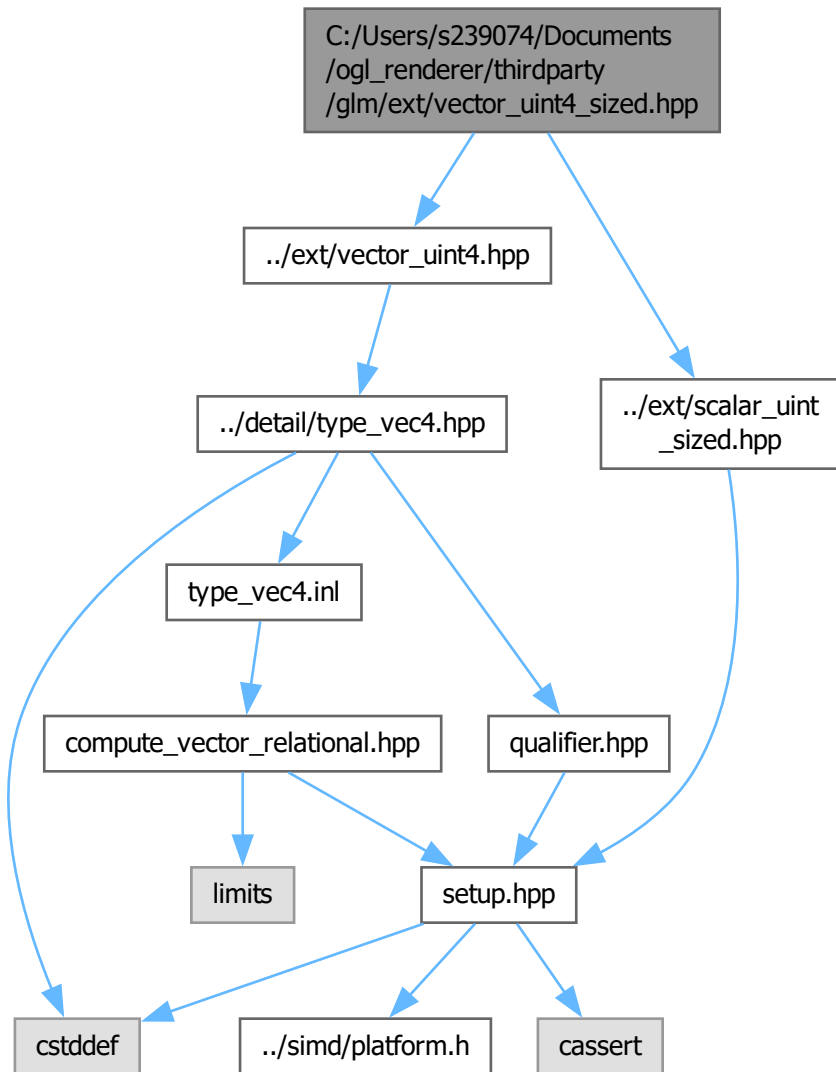 C:/Users/s239074/Documents
/ogl_renderer/thirdparty
/glm/ext/vector_uint4_sized.hpp
../ext/vector_uint4.hpp
../detail/type_vec4.hpp
../ext/scalar_uint
_sized.hpp
type_vec4.inl
compute_vector_relational.hpp
qualifier.hpp
limits
setup.hpp
cstddef
../simd/platform.h
cassert